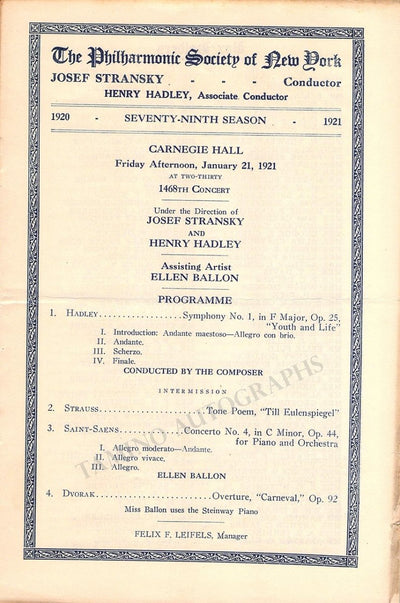 The Philharmonic Society of New York
JOSEF STRANSKY - - - Conductor
HENRY HADLEY, Associate Conductor
1920 - SEVENTY-NINTH SEASON - 1921
CARNEGIE HALL
Friday Afternoon, January 21, 1921
AT TWO-THIRTY
1468TH CONCERT
Under the Direction of
JOSEF STRANSKY
AND
HENRY HADLEY
Assisting Artist
ELLEN BALLON
PROGRAMME
1. HADLEY..................Symphony No. 1, in F Major, Op. 25,
"Youth and Life"
I. Introduction: Andante maestoso—Allegro con brio.
II. Andante.
III. Scherzo.
IV. Finale.
CONDUCTED BY THE COMPOSER
INTERMISSION
2. STRAUSS.......................Tone Poem, "Till Eulenspiegel"
3. SAINT-SAENS..............Concerto No. 4, in C Minor, Op. 44,
for Piano and Orchestra
I. Allegro moderato—Andante.
II. Allegro vivace.
III. Allegro.
ELLEN BALLON
4. DVORAK.........................Overture, "Carneval," Op. 92
Miss Ballon uses the Steinway Piano
FELIX F. LEIFELS, Manager
TAMINO AUTOGRAPHS